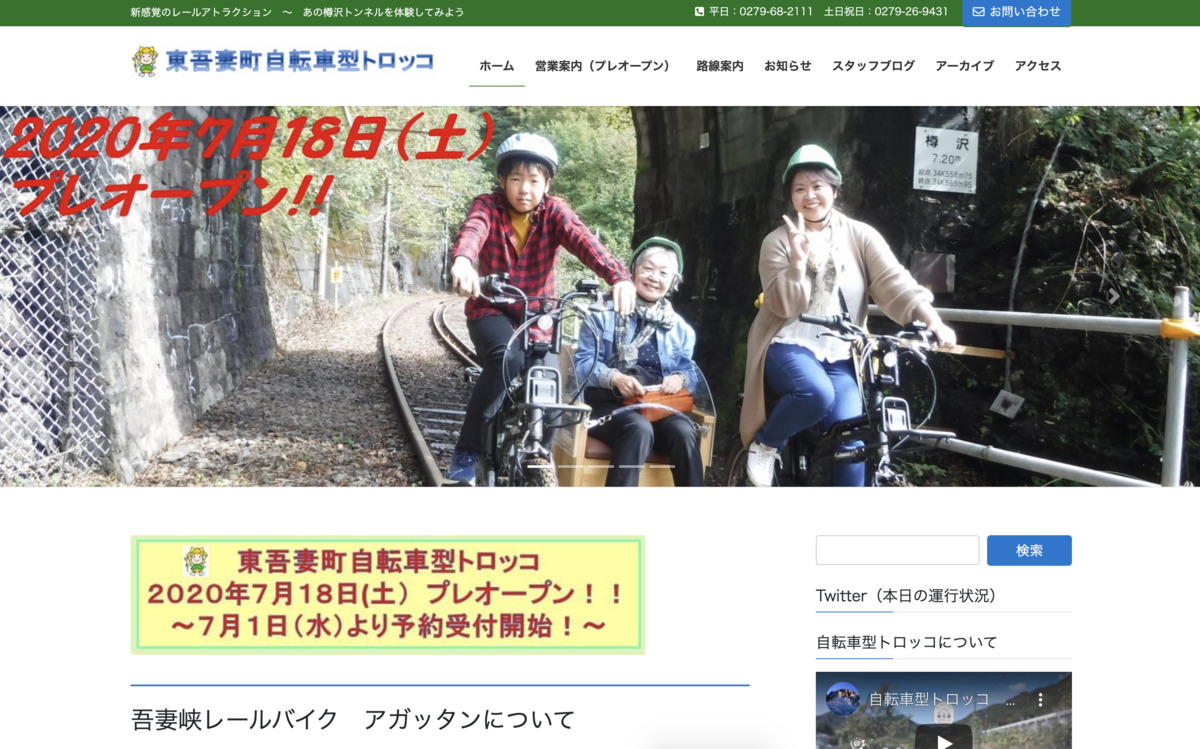 新感覚のレールアトラクション ～ あの樽沢トンネルを体験してみよう
平日：0279-68-2111 土日祝日：0279-26-9431
お問い合わせ
東吾妻町自転車型トロッコ
ホーム
営業案内（プレオープン）
路線案内
お知らせ
スタッフブログ
アーカイブ
アクセス
2020年7月18日（土）
プレオープン!!
樽沢
7.20m
起点 34K558m75
東吾妻町自転車型トロッコ
2020年7月18日(土) プレオープン！！
～7月1日（水）より予約受付開始！～
検索
Twitter（本日の運行状況）
自転車型トロッコについて
自転車型トロッコ ...
吾妻峡レールバイク アガッタンについて